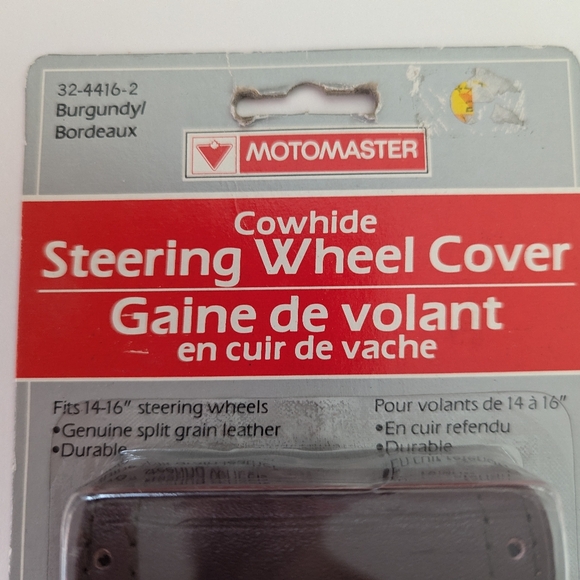 32-4416-2
Burgundy/
Bordeaux
MOTOMASTER
Cowhide
Steering Wheel Cover
Gaine de volant
en cuir de vache
Fits 14-16" steering wheels
•Genuine split grain leather
•Durable
Pour volants de 14 à 16"
•En cuir refendu
•Durable